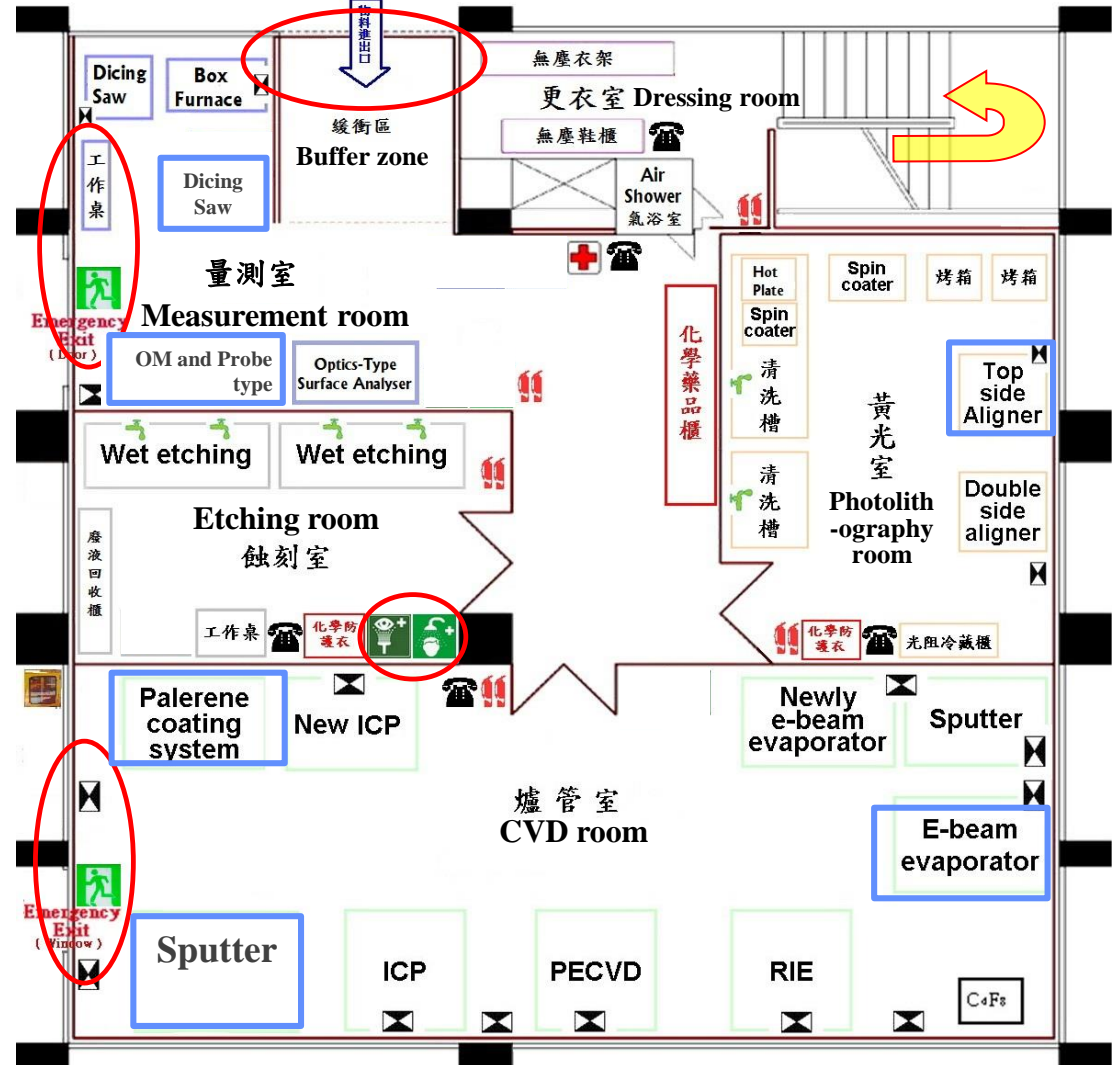 物料進出口
Dicing
Saw
Box
Furnace
緩衝區
Buffer zone
無塵衣架
更衣室 Dressing room
無塵鞋櫃
Air
Shower
氣浴室
工作桌
Dicing
Saw
量測室
Measurement room
Emergency
Exit
( Door )
OM and Probe
type
Optics-Type
Surface Analyser
化學藥品櫃
Hot
Plate
Spin
coater
Spin
coater
烤箱
烤箱
清洗槽
清洗槽
黃光室
Photolith
-ography
room
Top
side
Aligner
Double
side
aligner
Wet etching
Wet etching
Etching room
蝕刻室
廢液回收櫃
工作桌
化學防
護衣
化學防
護衣
光阻冷藏櫃
Palerene
coating
system
New ICP
Newly
e-beam
evaporator
Sputter
爐管室
CVD room
E-beam
evaporator
Emergency
Exit
( Window )
Sputter
ICP
PECVD
RIE
C4F8